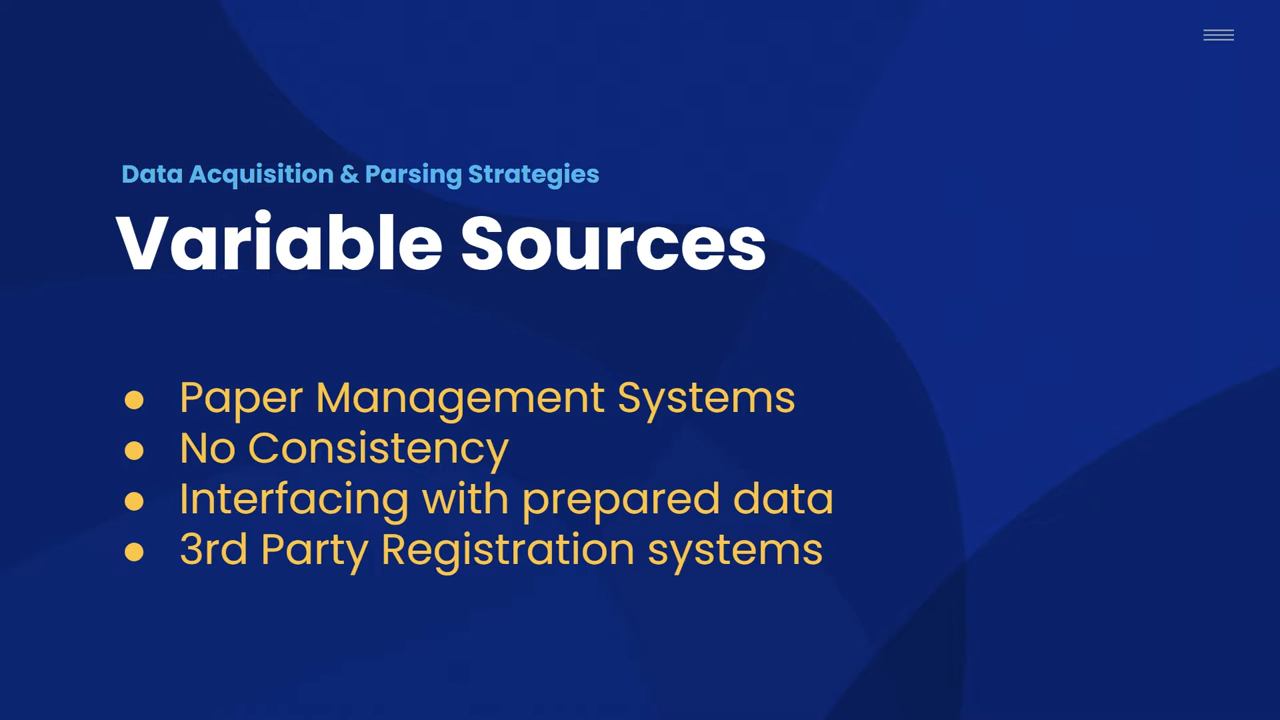 Data Acquisition & Parsing Strategies
Variable Sources
● Paper Management Systems
● No Consistency
● Interfacing with prepared data
● 3rd Party Registration systems